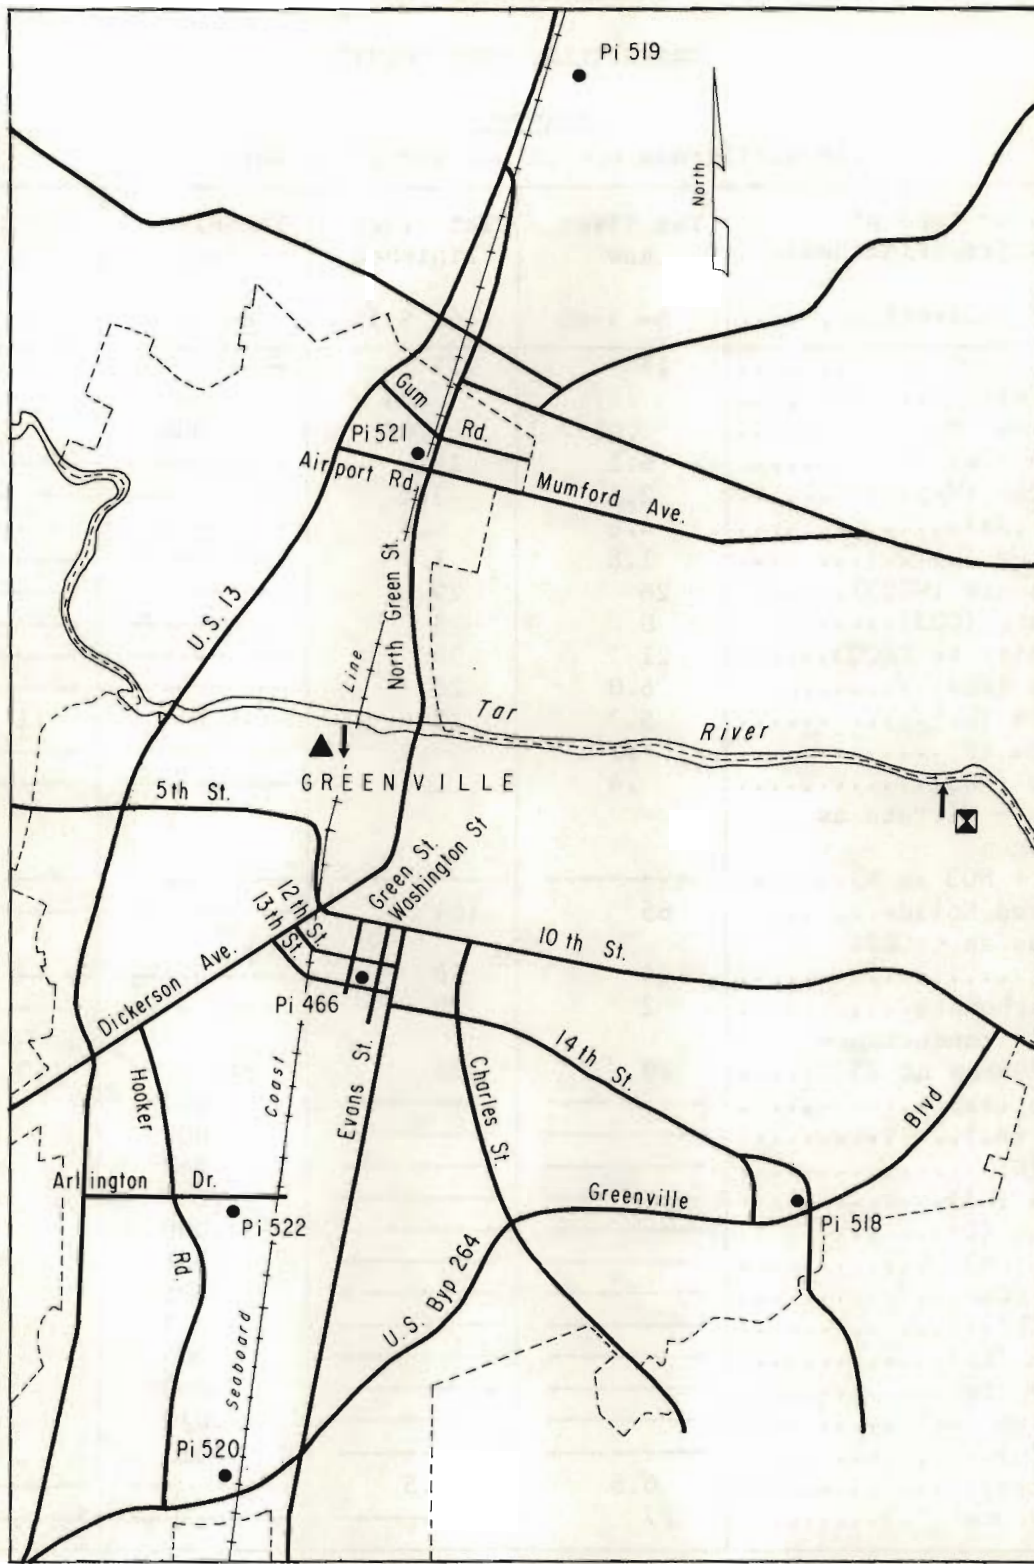 Pi 519
North
Gum
Rd.
Pi 521
Airport Rd.
Mumford Ave.
U.S. 13
North Green St.
Line
Tar
River
GREENVILLE
5th St.
Green St.
Washington St
12th St.
13th St.
10 th St.
Dickerson Ave.
Pi 466
14th St.
Hooker
Coast
Evans St.
Charles St.
Blvd
Arlington Dr.
Greenville
Pi 518
Pi 522
Rd.
U.S. Byp 264
Seaboard
Pi 520